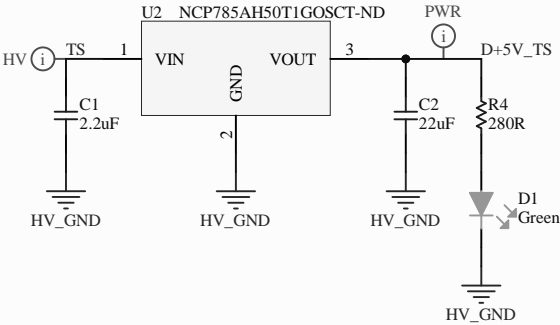 U2 NCP785AH50T1GOSCT-ND
PWR
i
HV i TS 1 VIN VOUT 3 D+5V_TS
GND
2
C1
2.2uF
C2
22uF
R4
280R
HV_GND
HV_GND
HV_GND
D1
Green
HV_GND